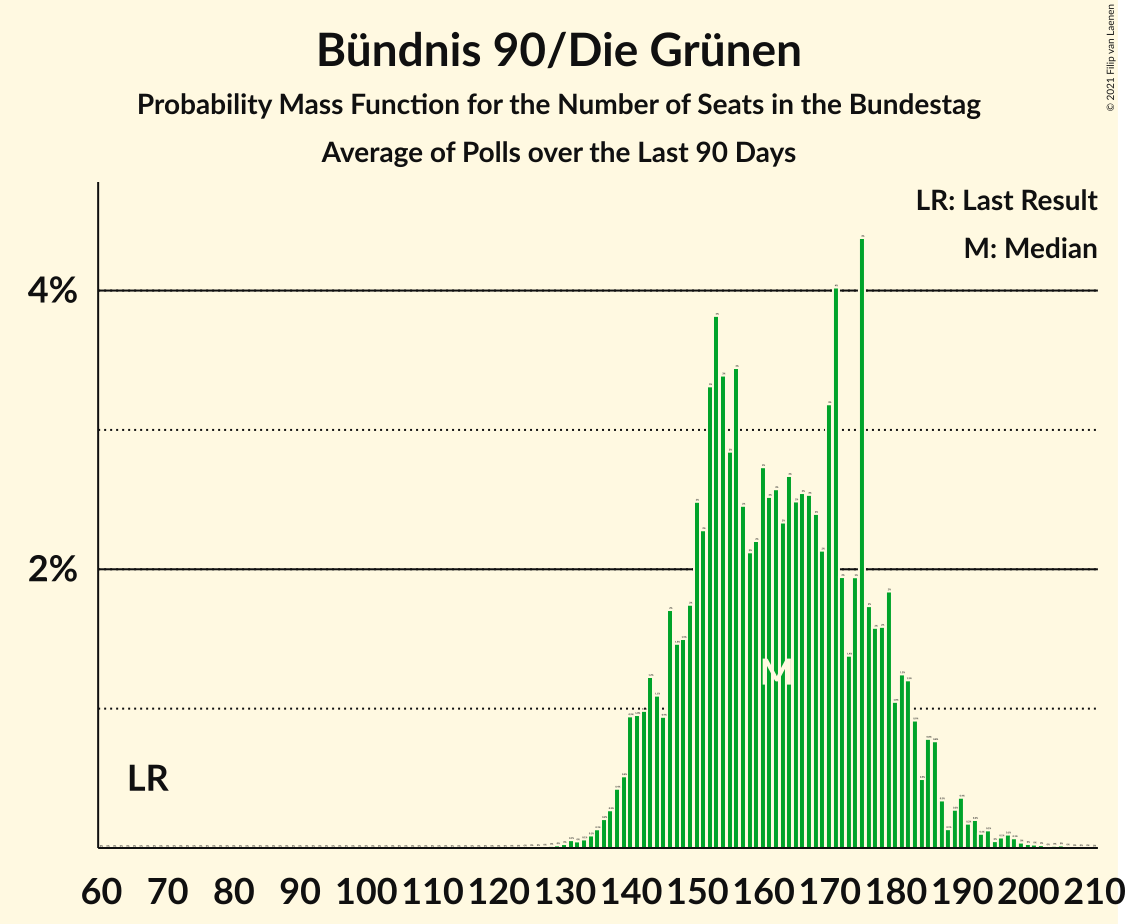 Bündnis 90/Die Grünen
Probability Mass Function for the Number of Seats in the Bundestag
Average of Polls over the Last 90 Days
© 2021 Filip van Laenen
LR: Last Result
M: Median
4%
2%
M
LR
60 70 80 90 100 110 120 130 140 150 160 170 180 190 200 210